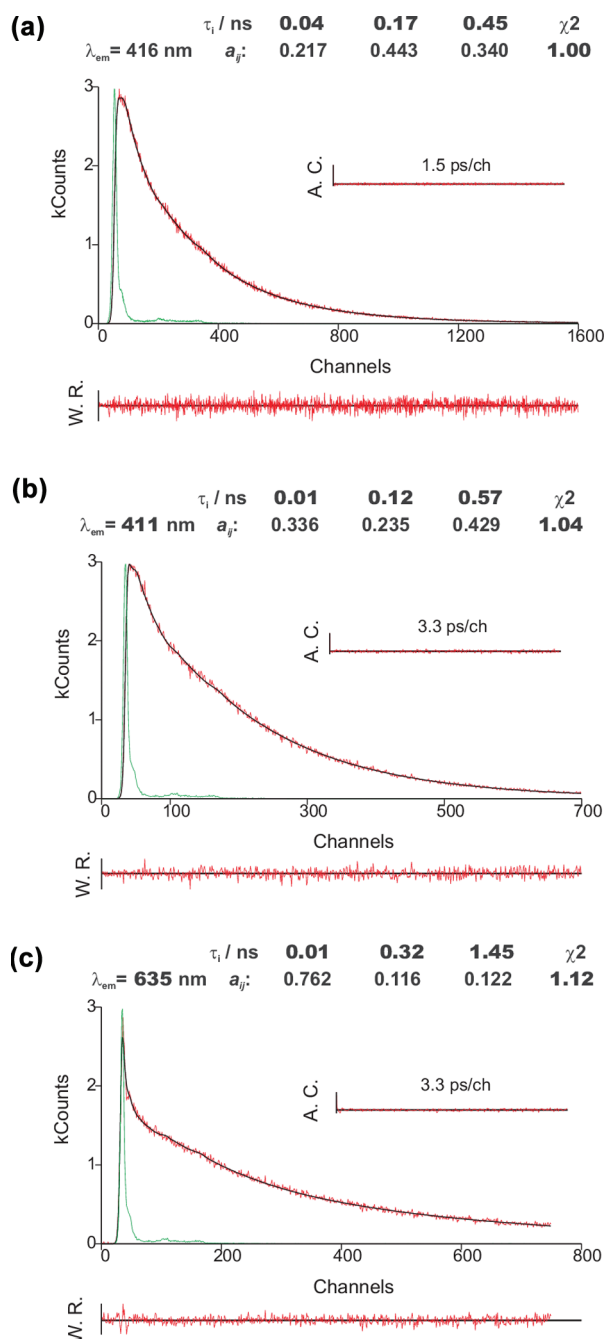 (a)
τi / ns 0.04 0.17 0.45 χ2
λem= 416 nm aij: 0.217 0.443 0.340 1.00
3
2
1
0
kCounts
A. C.
1.5 ps/ch
0 400 800 1200 1600
Channels
W. R.
(b)
τi / ns 0.01 0.12 0.57 χ2
λem= 411 nm aij: 0.336 0.235 0.429 1.04
3
2
1
0
kCounts
A. C.
3.3 ps/ch
0 100 300 500 700
Channels
W. R.
(c)
τi / ns 0.01 0.32 1.45 χ2
λem= 635 nm aij: 0.762 0.116 0.122 1.12
3
2
1
0
kCounts
A. C.
3.3 ps/ch
0 200 400 600 800
Channels
W. R.